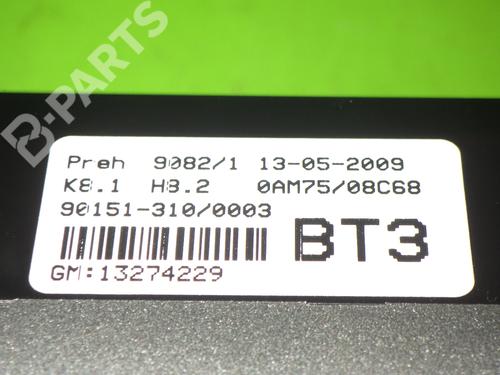 B-PARTS
Preh 9082/1 13-05-2009
K8.1 H8.2 0AM75/08C68
90151-310/0003
BT3
GM:13274229